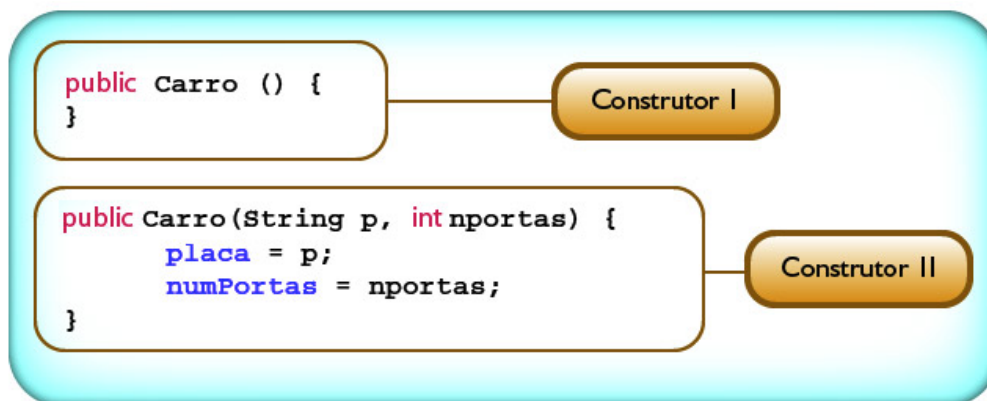 public Carro () {
}
Construtor I
public Carro(String p, int nportas) {
placa = p;
numPortas = nportas;
}
Construtor II